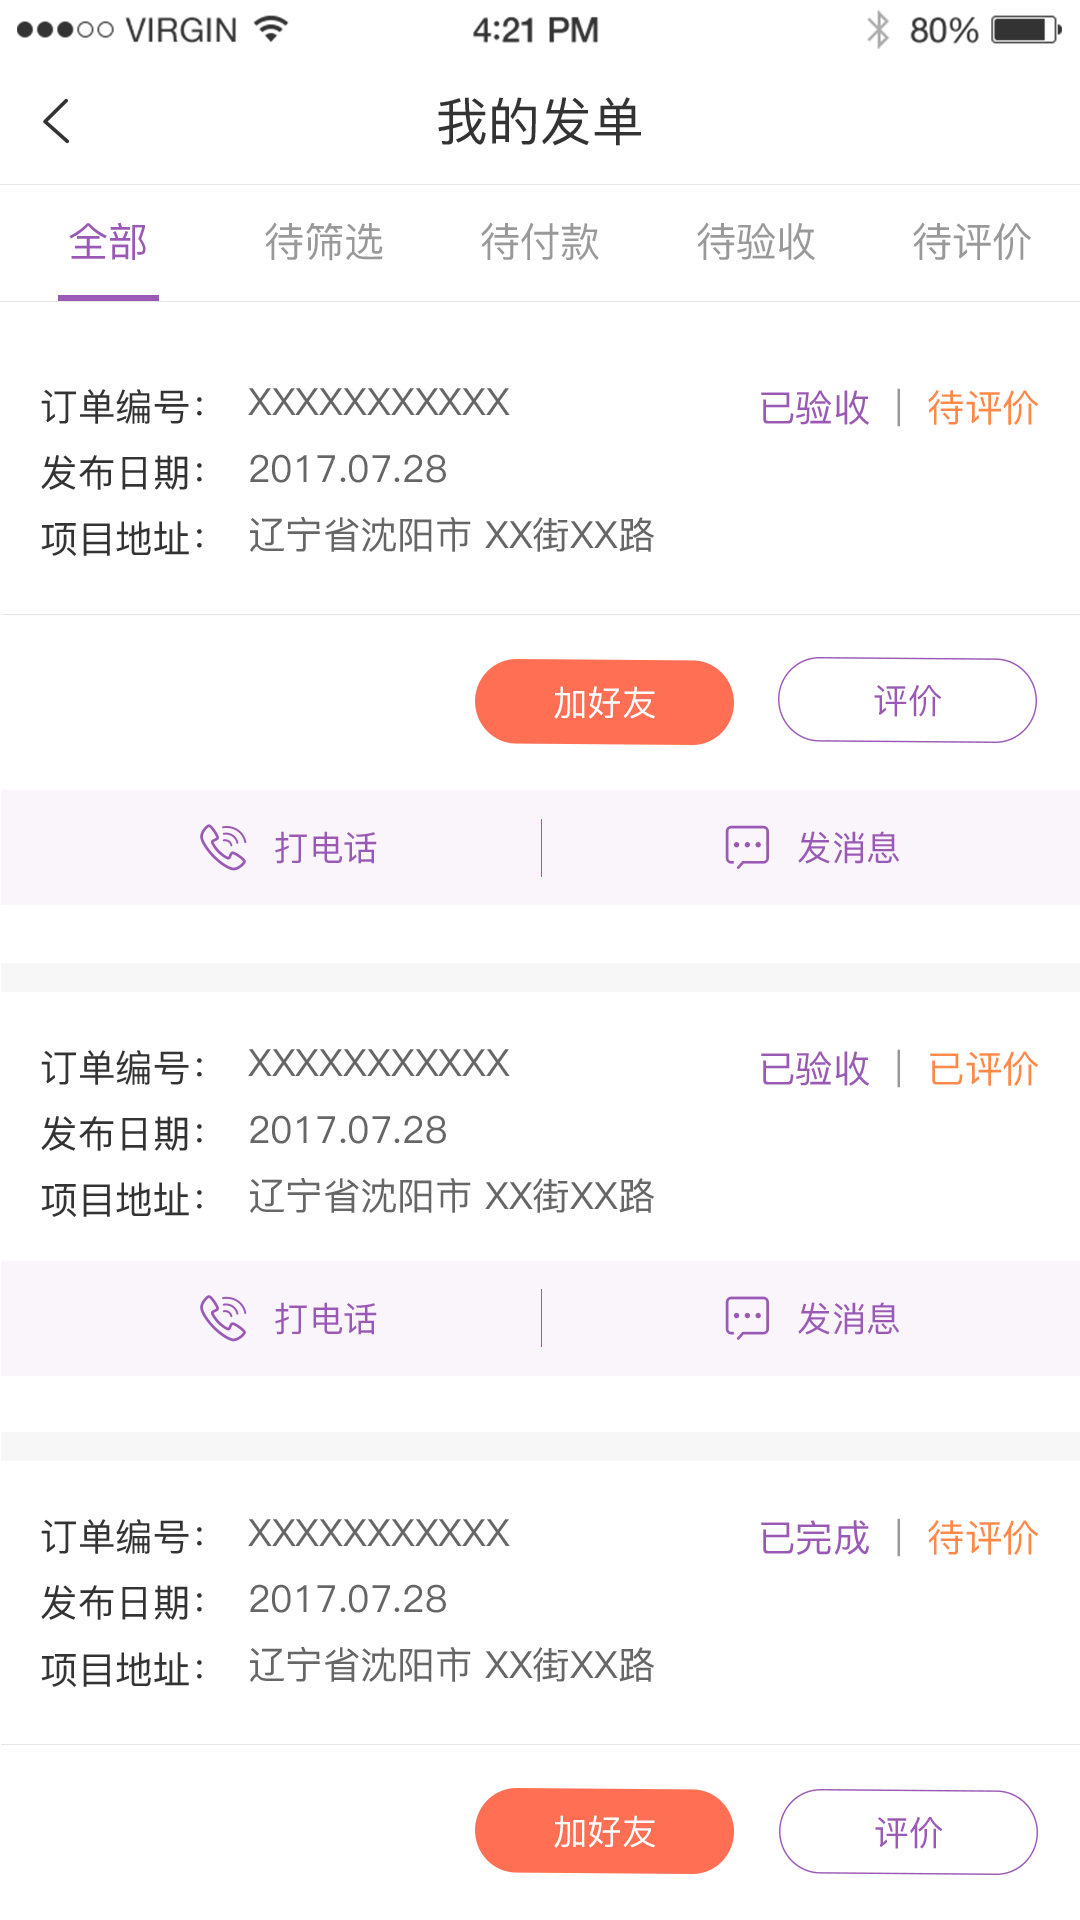 VIRGIN 4:21 PM 80%
我的发单
全部 待筛选 待付款 待验收 待评价
订单编号： XXXXXXXXXXX 已验收 | 待评价
发布日期： 2017.07.28
项目地址： 辽宁省沈阳市 XX街XX路
加好友 评价
打电话 发消息
订单编号： XXXXXXXXXXX 已验收 | 已评价
发布日期： 2017.07.28
项目地址： 辽宁省沈阳市 XX街XX路
打电话 发消息
订单编号： XXXXXXXXXXX 已完成 | 待评价
发布日期： 2017.07.28
项目地址： 辽宁省沈阳市 XX街XX路
加好友 评价